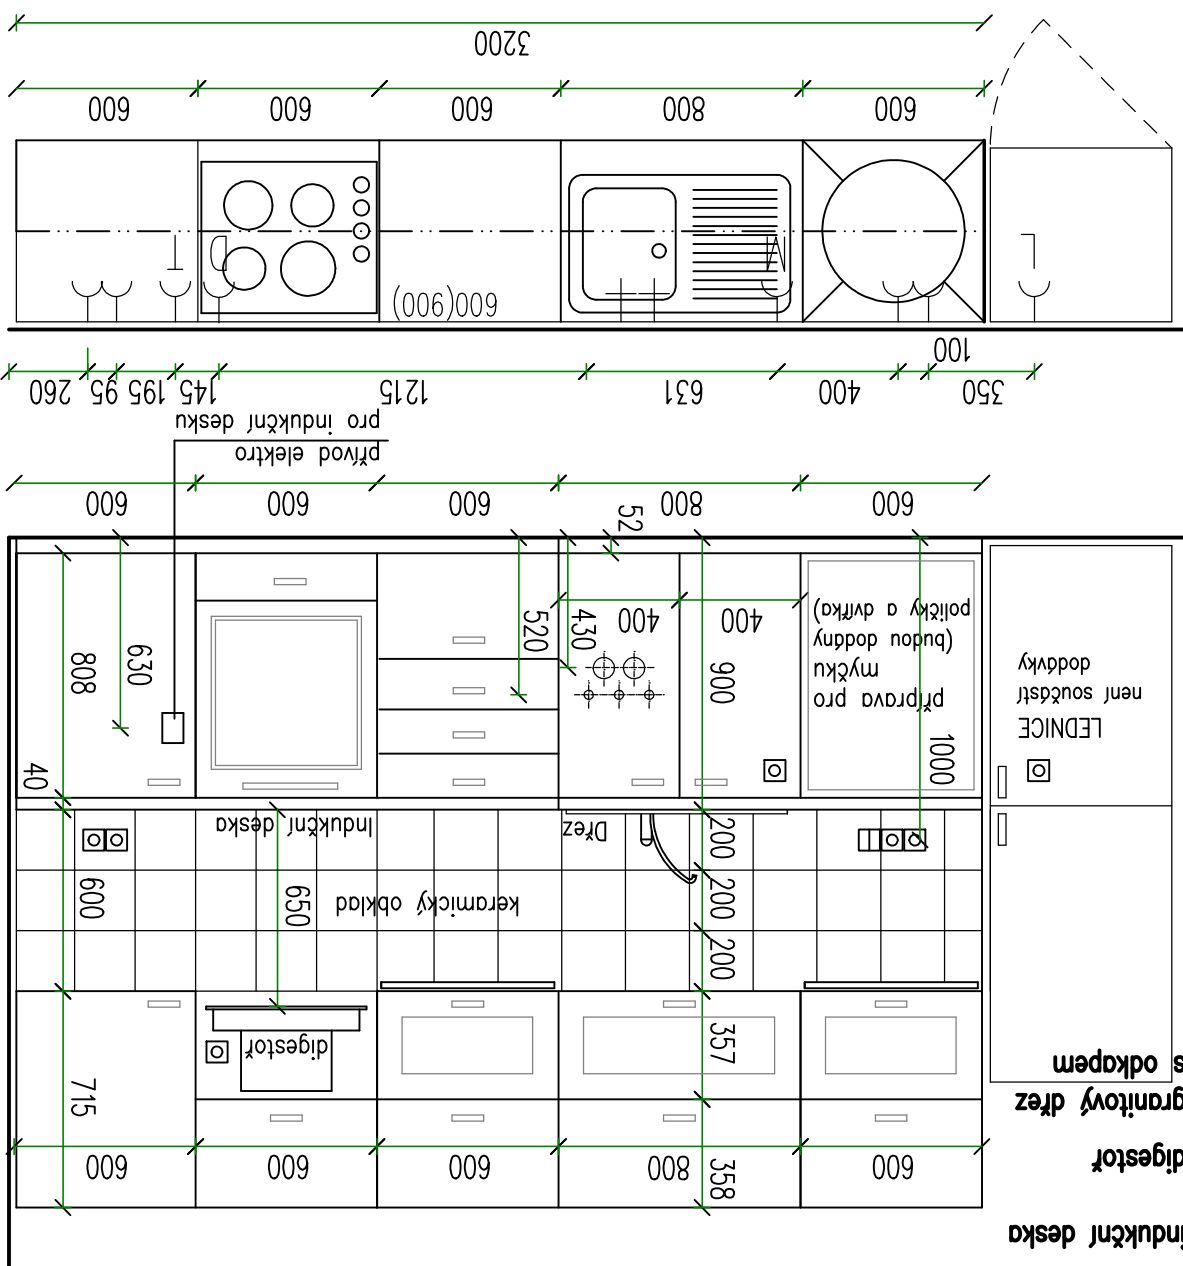 indukční deska
digestoř
granitový dřez
s odkapem
600
358
800
600
600
600
715
357
digestoř
200
200
200
keramický obklad
650
600
Dřez
Indukční deska
40
LEDNICE
není součástí
dodávky
1000
příprava pro
myčku
(budou dodány
poličky a dvířka)
900
400
400
430
520
630
808
52
600
800
600
600
600
přívod elektro
pro indukční desku
350
100
400
631
1215
145
195
95
260
600(900)
600
800
600
600
600
3200